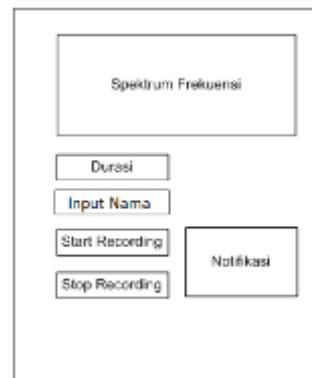 Spektrum Frekuensi
Durasi
Input Nama
Start Recording
Notifikasi
Stop Recording